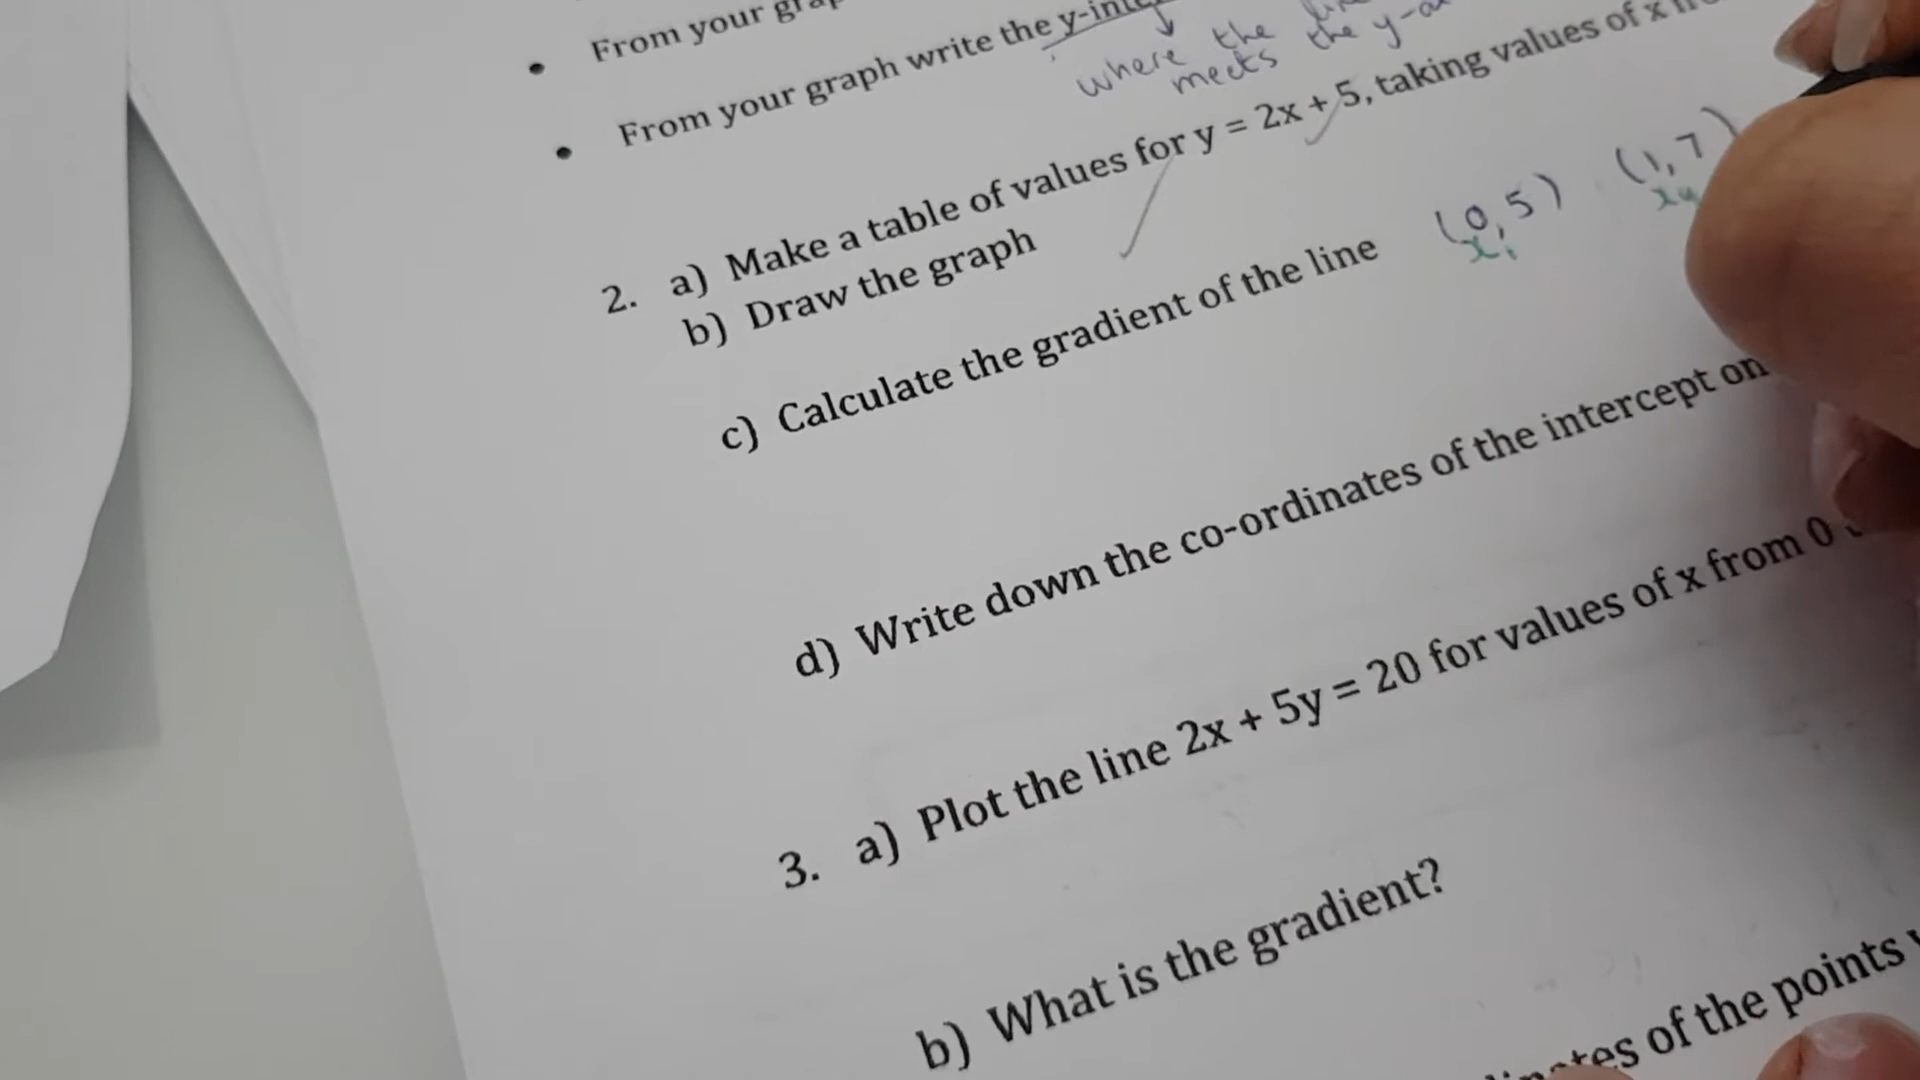 • From your
• From your graph write the
where the
meets the
2. a) Make a table of values for y = 2x + 5, taking values of x
b) Draw the graph
c) Calculate the gradient of the line (0,5) (1,7)
d) Write down the co-ordinates of the intercept on
3. a) Plot the line 2x + 5y = 20 for values of x from 0
b) What is the gradient?
of the points